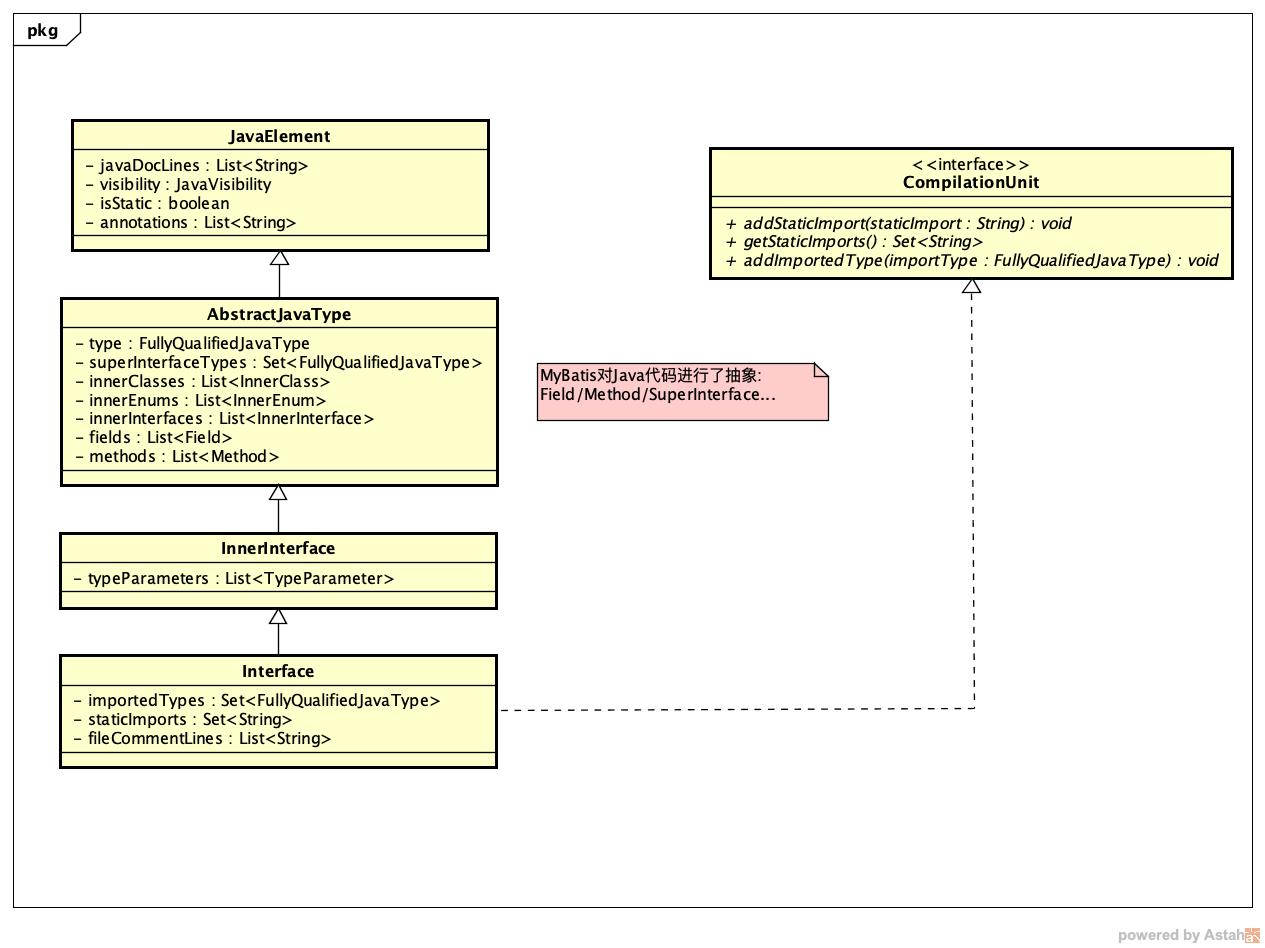 pkg
JavaElement
- javaDocLines : List<String>
- visibility : JavaVisibility
- isStatic : boolean
- annotations : List<String>
<<interface>>
CompilationUnit
+ addStaticImport(staticImport : String) : void
+ getStaticImports() : Set<String>
+ addImportedType(importType : FullyQualifiedJavaType) : void
AbstractJavaType
- type : FullyQualifiedJavaType
- superInterfaceTypes : Set<FullyQualifiedJavaType>
- innerClasses : List<InnerClass>
- innerEnums : List<InnerEnum>
- innerInterfaces : List<InnerInterface>
- fields : List<Field>
- methods : List<Method>
MyBatis对Java代码进行了抽象:
Field/Method/SuperInterface...
InnerInterface
- typeParameters : List<TypeParameter>
Interface
- importedTypes : Set<FullyQualifiedJavaType>
- staticImports : Set<String>
- fileCommentLines : List<String>
powered by Astah